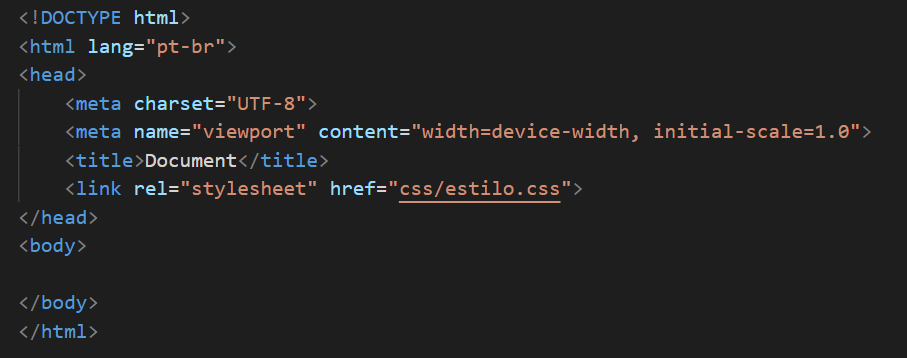 <!DOCTYPE html>
<html lang="pt-br">
<head>
    <meta charset="UTF-8">
    <meta name="viewport" content="width=device-width, initial-scale=1.0">
    <title>Document</title>
    <link rel="stylesheet" href="css/estilo.css">
</head>
<body>

</body>
</html>